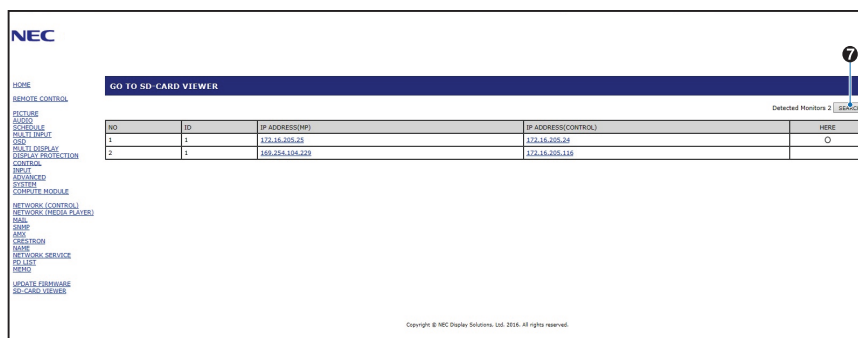 NEC
7
HOME
REMOTE CONTROL
PICTURE
AUDIO
SCHEDULE
MULTI INPUT
OSD
MULTI DISPLAY
DISPLAY PROTECTION
CONTROL
INPUT
ADVANCED
SYSTEM
COMPUTE MODULE
NETWORK (CONTROL)
NETWORK (MEDIA PLAYER)
MAIL
SNMP
AMX
CRESTRON
NAME
NETWORK SERVICE
PD LIST
MEMO
UPDATE FIRMWARE
SD-CARD VIEWER
GO TO SD-CARD VIEWER
Detected Monitors 2
NO ID IP ADDRESS(MP) IP ADDRESS(CONTROL) HERE
1 1 172.16.205.25 172.16.205.24 O
2 1 169.254.104.229 172.16.205.116
Copyright © NEC Display Solutions, Ltd. 2016. All rights reserved.